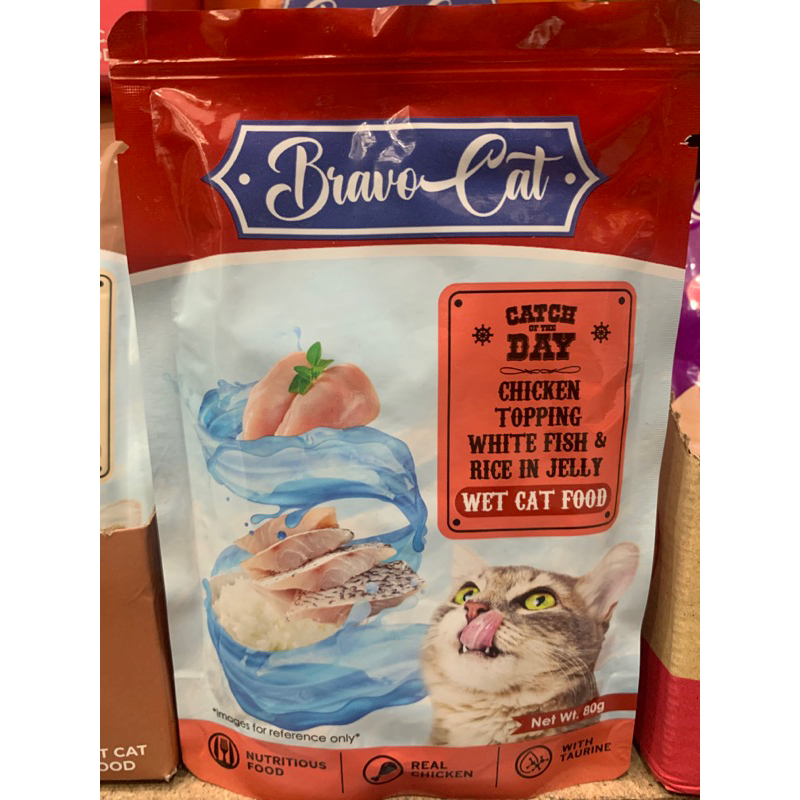 Bravo Cat
CATCH
OF THE
DAY
CHICKEN
TOPPING
WHITE FISH &
RICE IN JELLY
WET CAT FOOD
Net Wt. 80g
*images for reference only*
NUTRITIOUS
FOOD
REAL
CHICKEN
WITH
TAURINE
T CAT
OOD